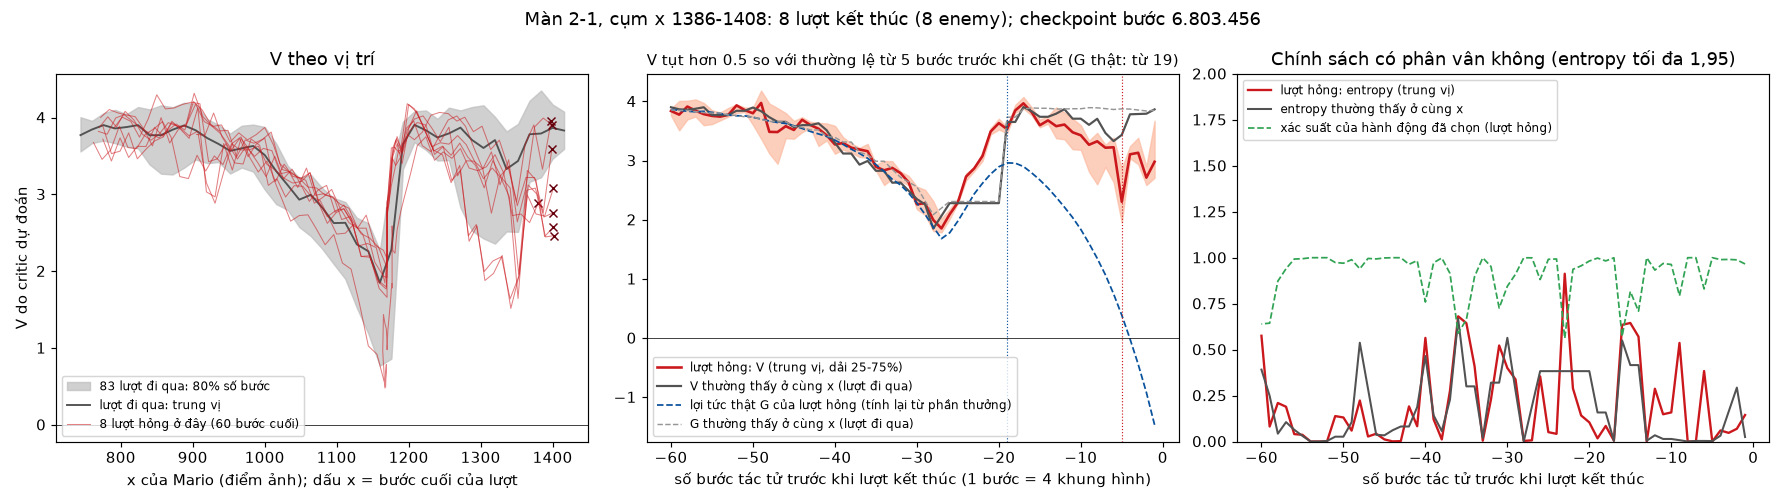 Màn 2-1, cụm x 1386-1408: 8 lượt kết thúc (8 enemy); checkpoint bước 6.803.456
V theo vị trí
V do critic dự đoán
4
3
2
1
0
83 lượt đi qua: 80% số bước
lượt đi qua: trung vị
8 lượt hỏng ở đây (60 bước cuối)
800
900
1000
1100
1200
1300
1400
x của Mario (điểm ảnh); dấu x = bước cuối của lượt
V tụt hơn 0.5 so với thường lệ từ 5 bước trước khi chết (G thật: từ 19)
4
3
2
1
0
−1
lượt hỏng: V (trung vị, dải 25-75%)
V thường thấy ở cùng x (lượt đi qua)
lợi tức thật G của lượt hỏng (tính lại từ phần thưởng)
G thường thấy ở cùng x (lượt đi qua)
−60
−50
−40
−30
−20
−10
0
số bước tác tử trước khi lượt kết thúc (1 bước = 4 khung hình)
Chính sách có phân vân không (entropy tối đa 1,95)
2.00
1.75
1.50
1.25
1.00
0.75
0.50
0.25
0.00
lượt hỏng: entropy (trung vị)
entropy thường thấy ở cùng x
xác suất của hành động đã chọn (lượt hỏng)
−60
−50
−40
−30
−20
−10
0
số bước tác tử trước khi lượt kết thúc